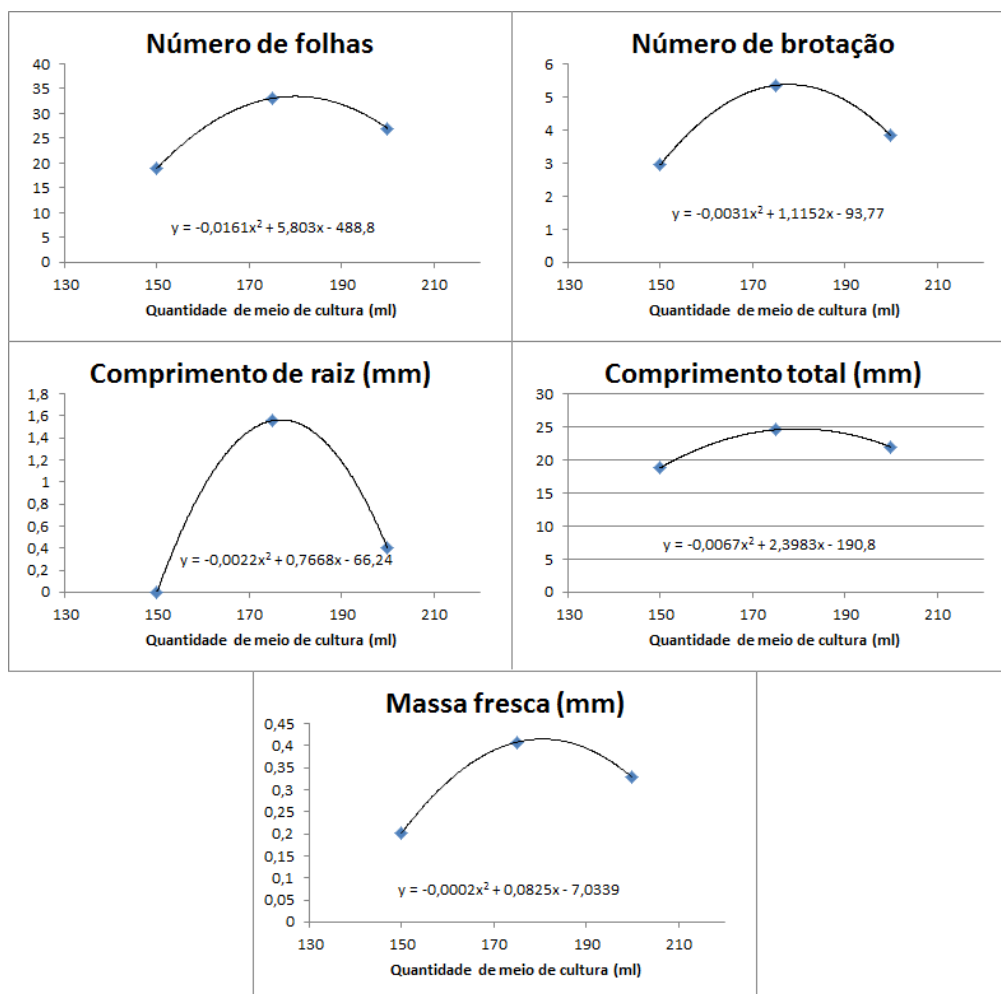 Número de folhas
40
35
30
25
20
15
10
5
0
y = -0,0161x² + 5,803x - 488,8
130 150 170 190 210
Quantidade de meio de cultura (ml)
Número de brotação
6
5
4
3
2
1
0
y = -0,0031x² + 1,1152x - 93,77
130 150 170 190 210
Quantidade de meio de cultura (ml)
Comprimento de raiz (mm)
1,8
1,6
1,4
1,2
1
0,8
0,6
0,4
0,2
0
y = -0,0022x² + 0,7668x - 66,24
130 150 170 190 210
Quantidade de meio de cultura (ml)
Comprimento total (mm)
30
25
20
15
10
5
0
y = -0,0067x² + 2,3983x - 190,8
130 150 170 190 210
Quantidade de meio de cultura (ml)
Massa fresca (mm)
0,45
0,4
0,35
0,3
0,25
0,2
0,15
0,1
0,05
0
y = -0,0002x² + 0,0825x - 7,0339
130 150 170 190 210
Quantidade de meio de cultura (ml)